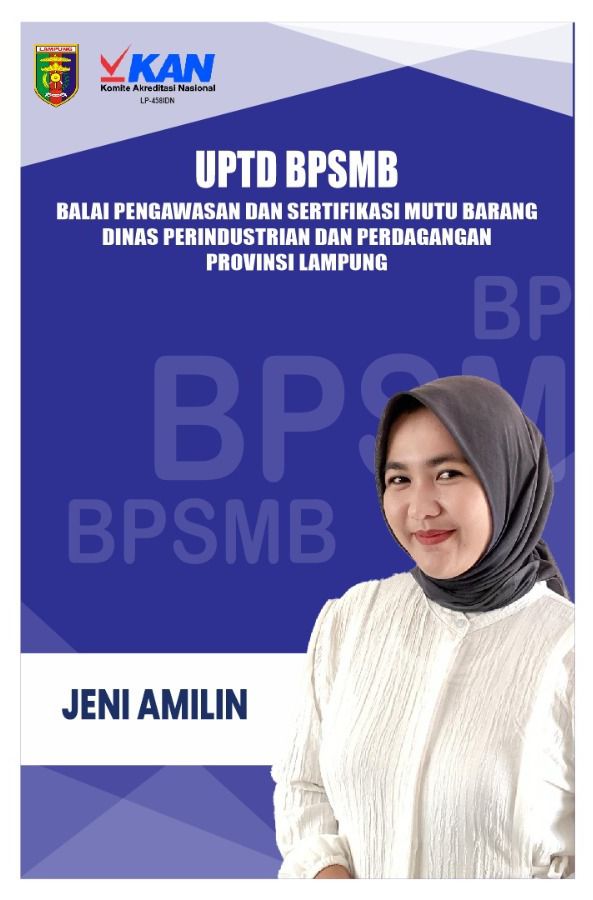 LAMPUNG
KAN
Komite Akreditasi Nasional
LP-458IDN
UPTD BPSMB
BALAI PENGAWASAN DAN SERTIFIKASI MUTU BARANG
DINAS PERINDUSTRIAN DAN PERDAGANGAN
PROVINSI LAMPUNG
BP
BPSM
BPSMB
JENI AMILIN